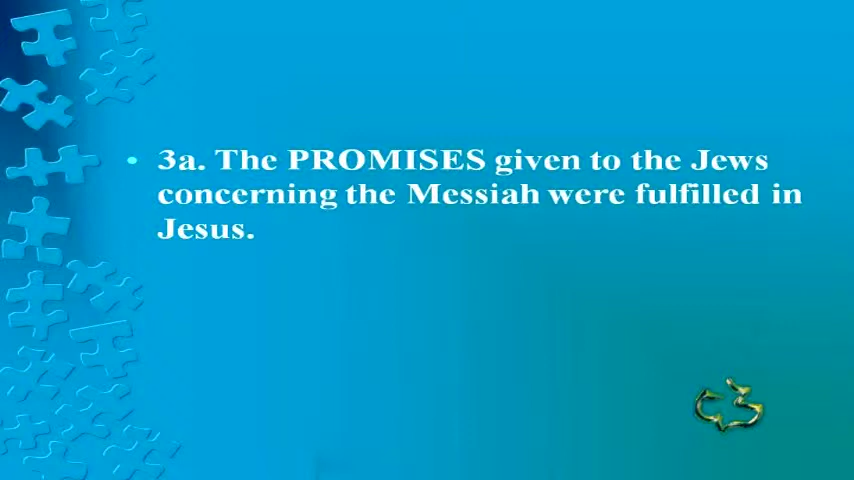 • 3a. The PROMISES given to the Jews
concerning the Messiah were fulfilled in
Jesus.